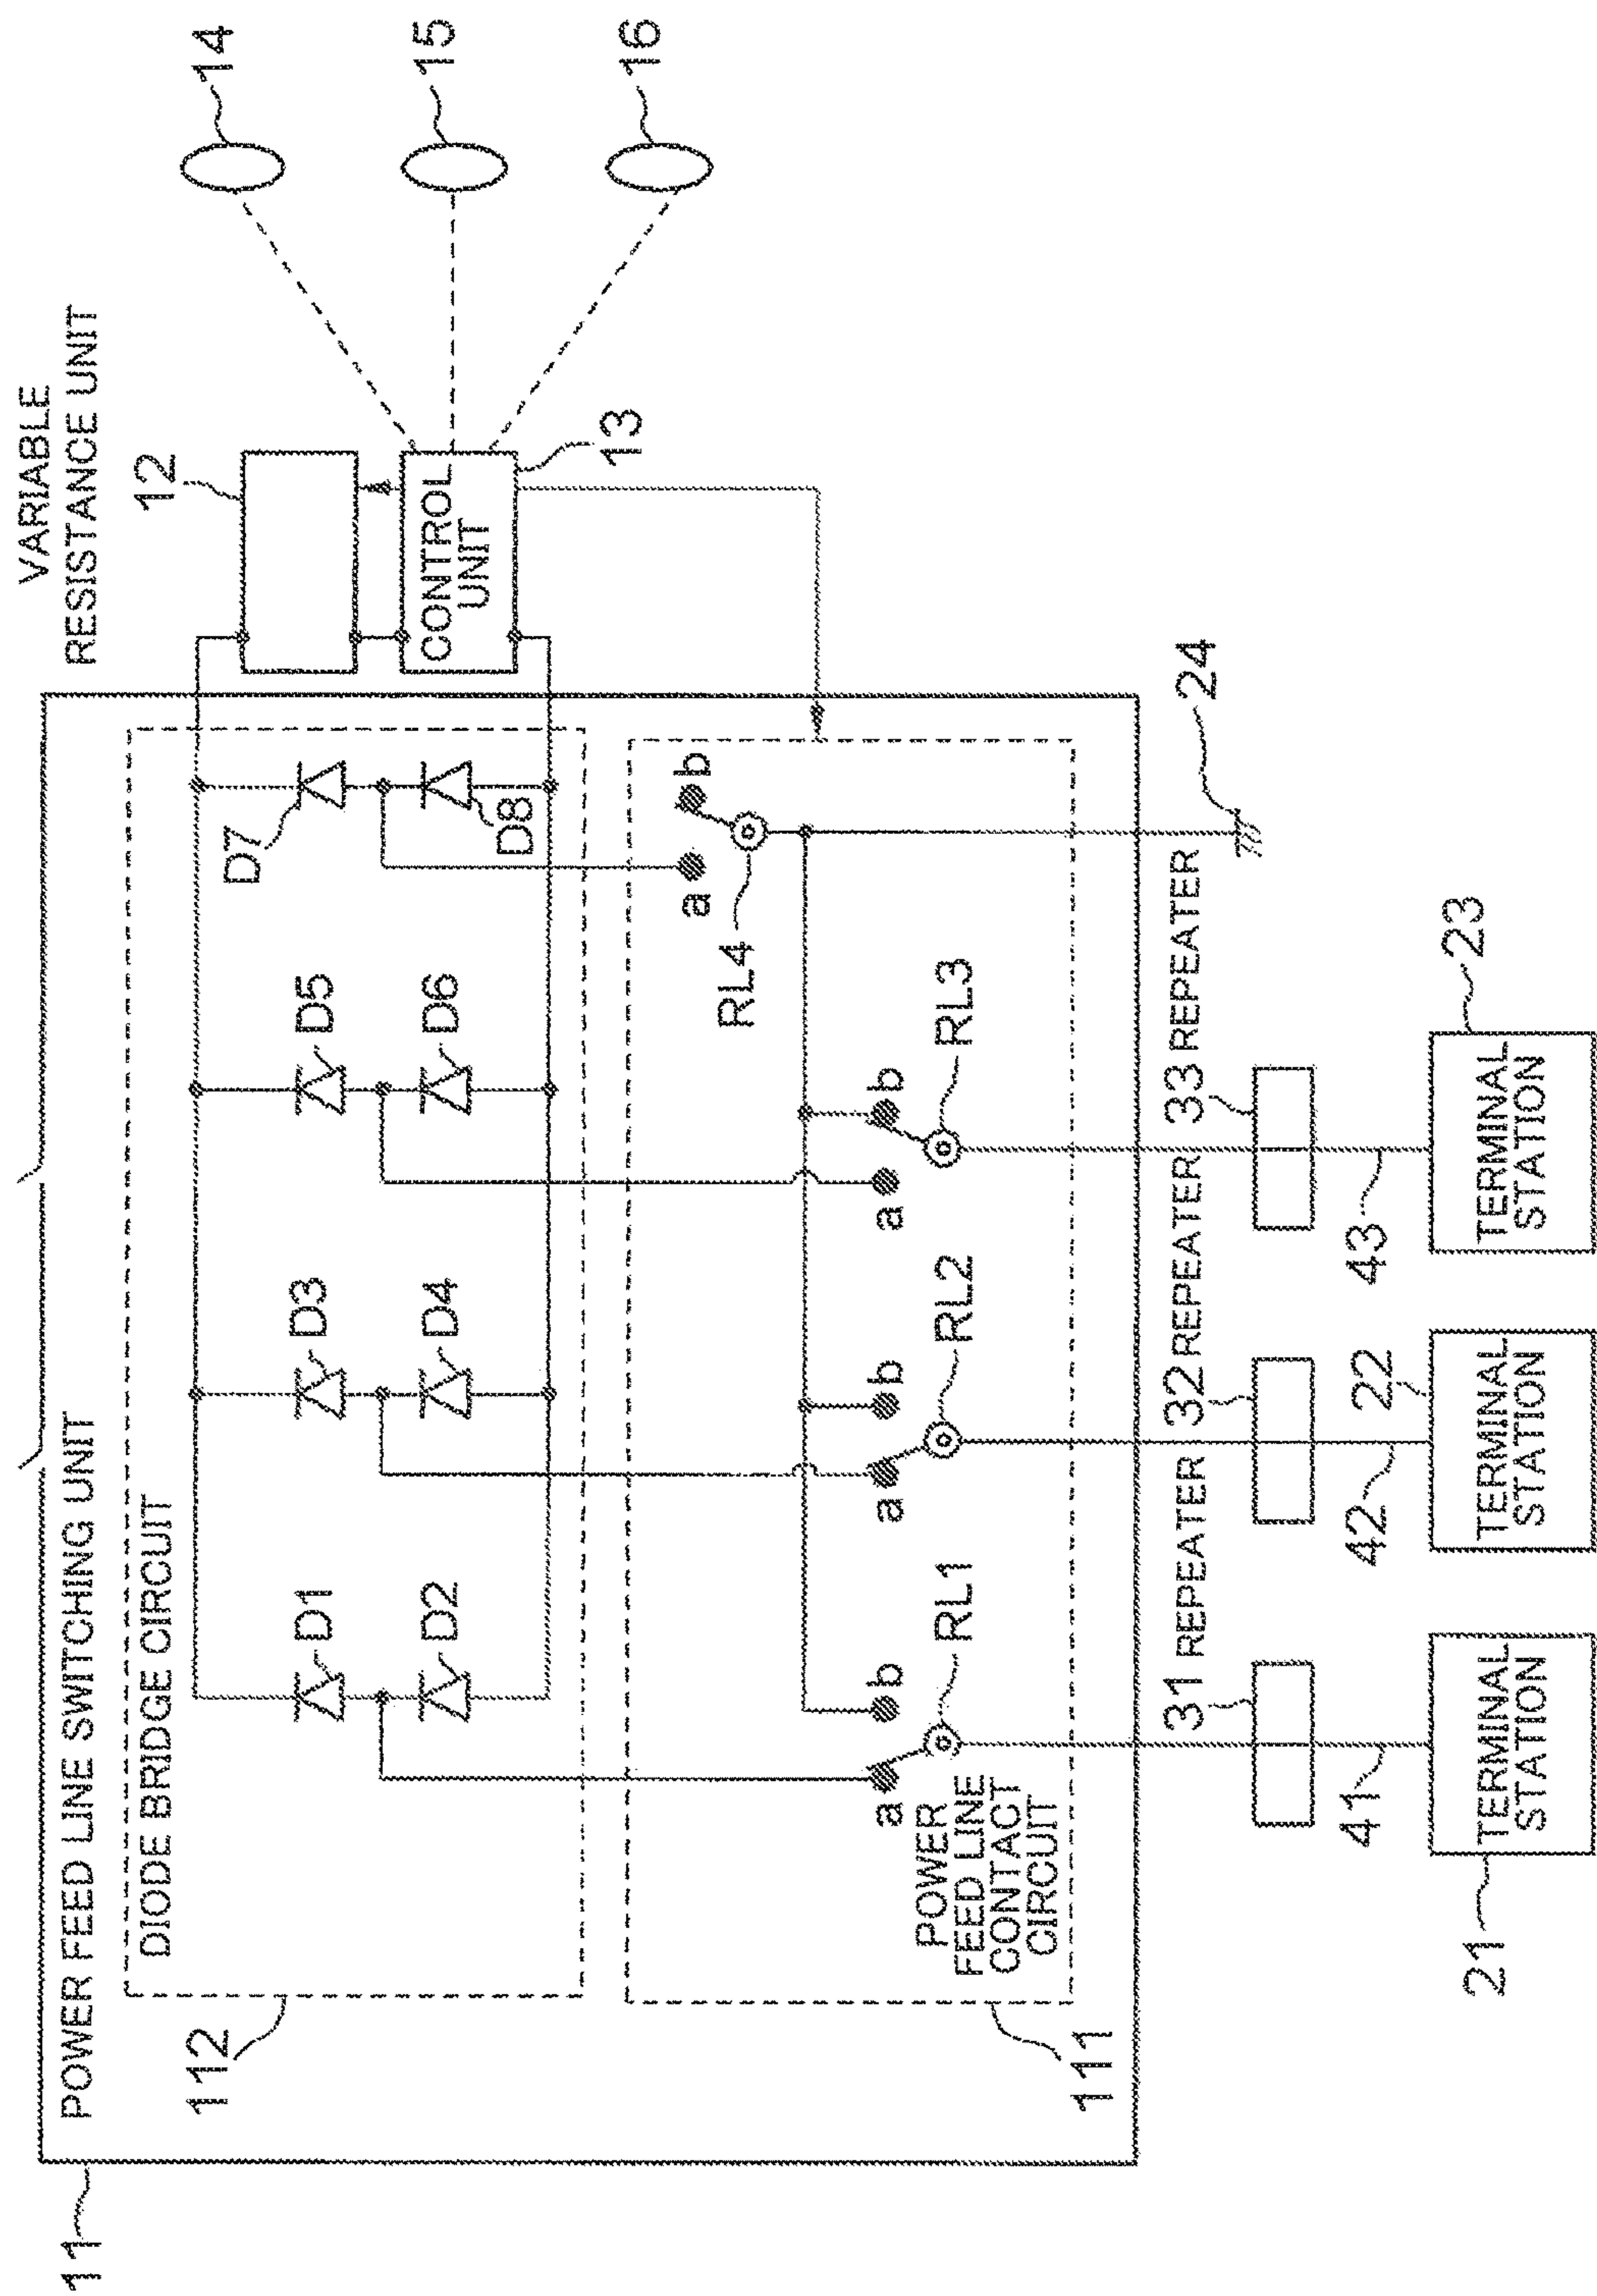 11
POWER FEED LINE SWITCHING UNIT
112
DIODE BRIDGE CIRCUIT
D1
D2
D3
D4
D5
D6
D7
D8
VARIABLE
RESISTANCE UNIT
12
CONTROL
UNIT
13
14
15
16
111
POWER
FEED LINE
CONTACT
CIRCUIT
a
b
RL1
a
b
RL2
a
b
RL3
a
b
RL4
24
31 REPEATER
32 REPEATER
33 REPEATER
41
42
43
21
TERMINAL
STATION
22
TERMINAL
STATION
23
TERMINAL
STATION